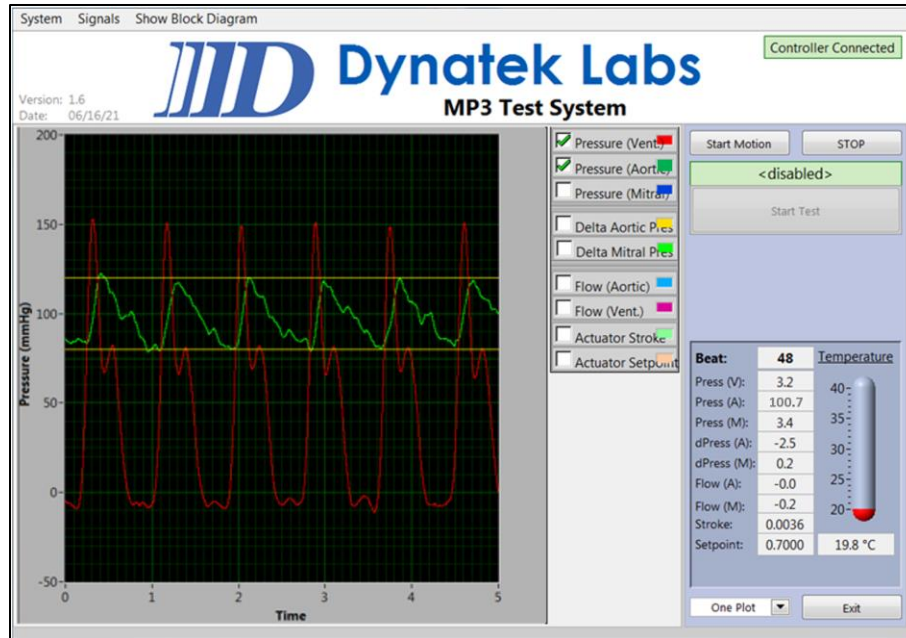 System Signals Show Block Diagram
Dynatek Labs
MP3 Test System
Controller Connected
Version: 1.6
Date: 06/16/21
200
150
100
50
0
-50
Pressure (mmHg)
0 1 2 3 4 5
Time
Pressure (Vent.)
Pressure (Aortic)
Pressure (Mitral)
Delta Aortic Pres
Delta Mitral Pres
Flow (Aortic)
Flow (Vent.)
Actuator Stroke
Actuator Setpoint
Start Motion STOP
<disabled>
Start Test
Beat: 48 Temperature
Press (V): 3.2
Press (A): 100.7
Press (M): 3.4
dPress (A): -2.5
dPress (M): 0.2
Flow (A): -0.0
Flow (M): -0.2
Stroke: 0.0036
Setpoint: 0.7000 19.8 °C
40
35
30
25
20
One Plot Exit